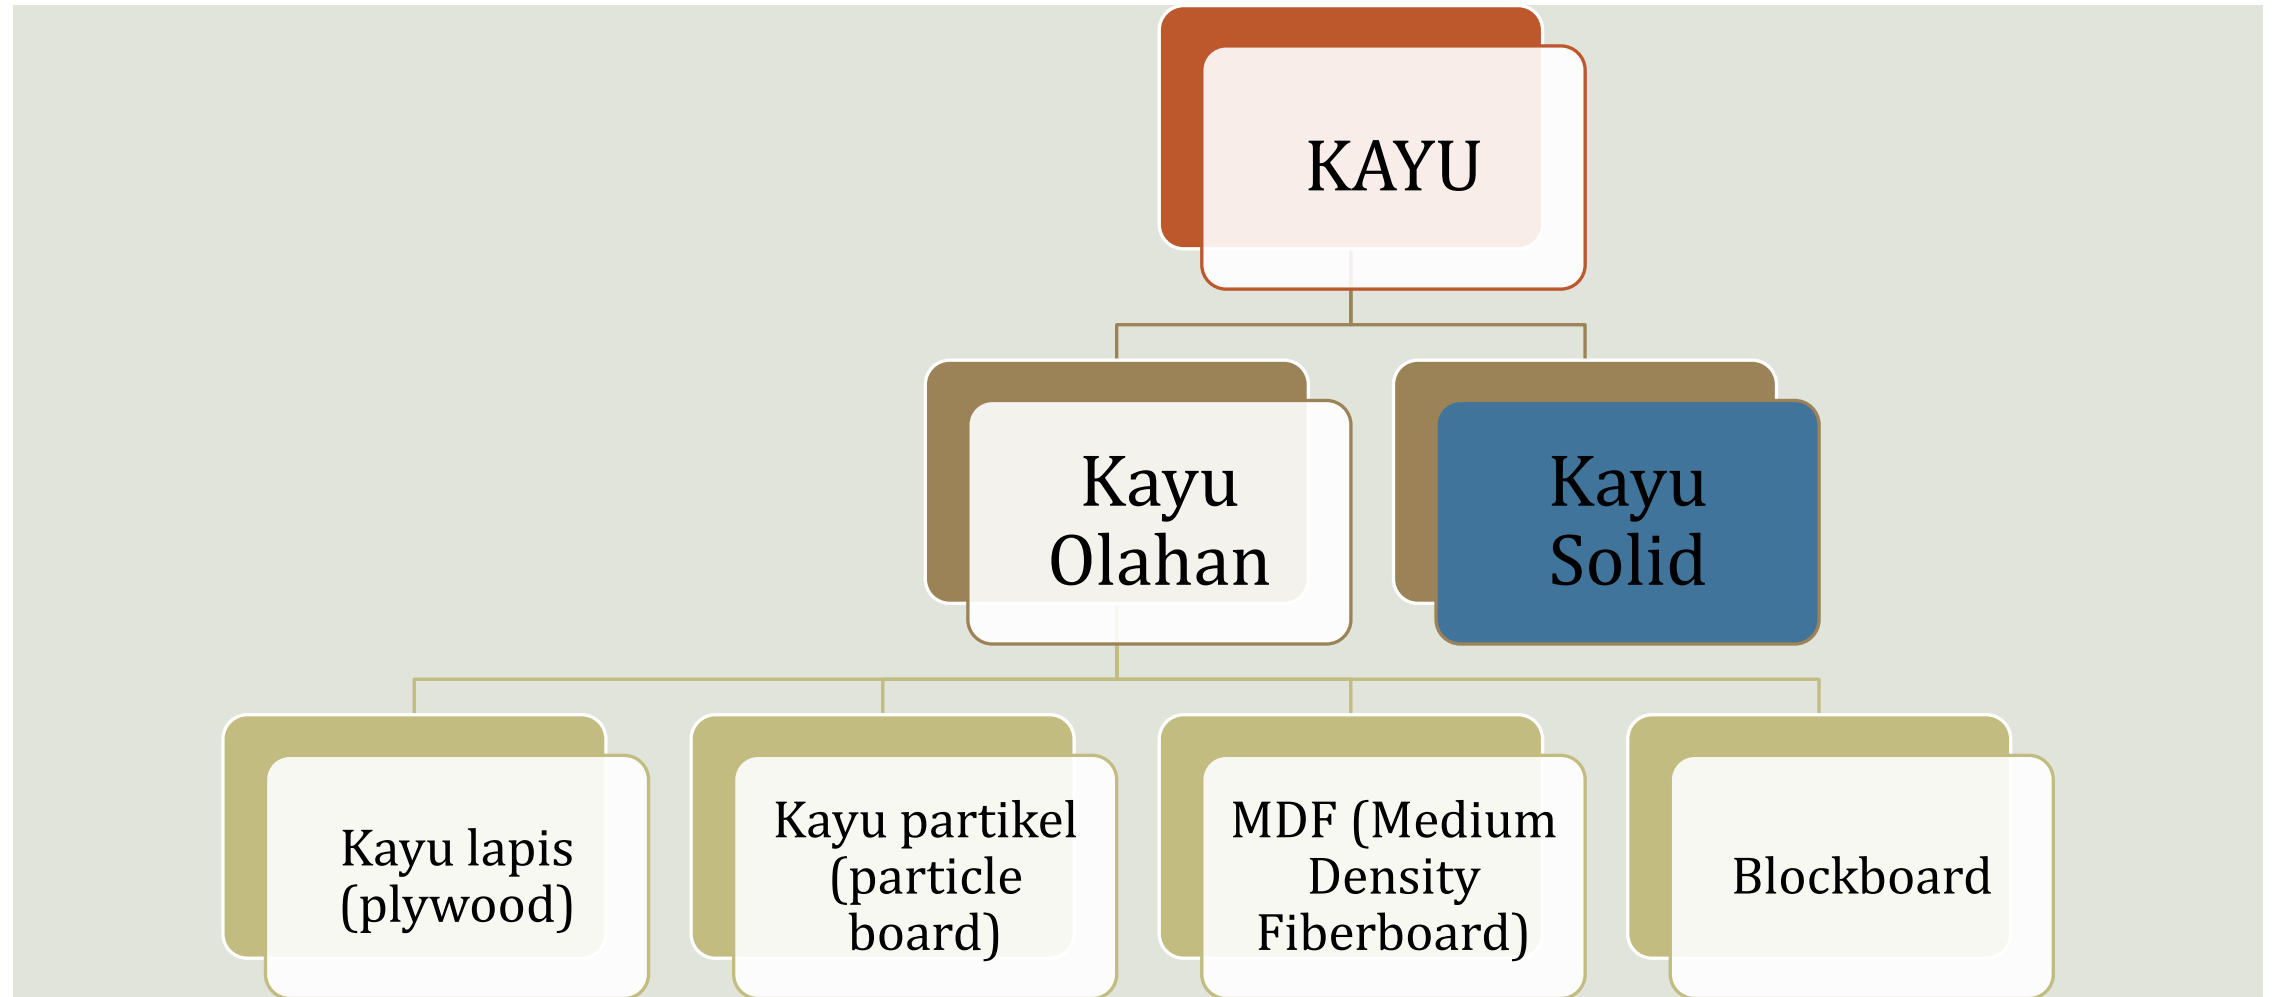 KAYU
Kayu
Olahan
Kayu
Solid
Kayu lapis
(plywood)
Kayu partikel
(particle
board)
MDF (Medium
Density
Fiberboard)
Blockboard